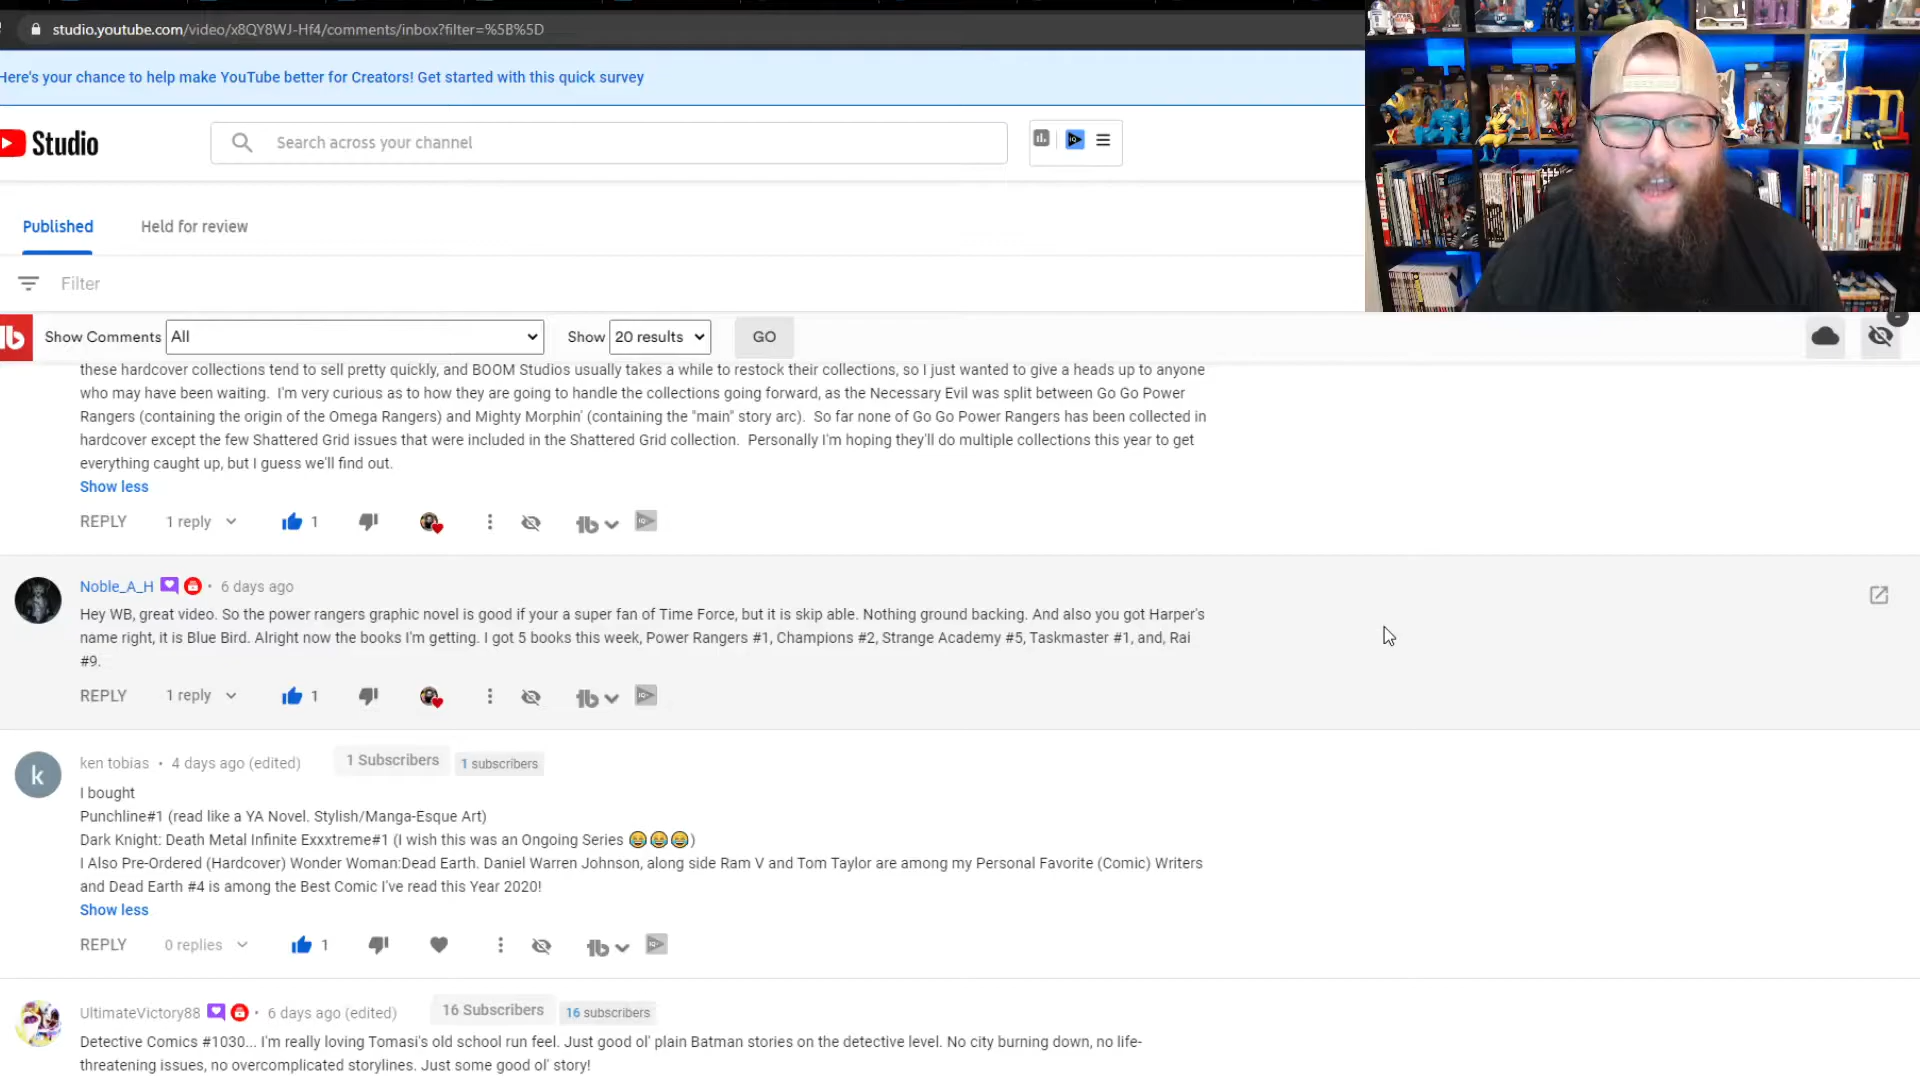 studio.youtube.com/video/x8QY8WJ-Hf4/comments/inbox?filter=%5B%5D
Here's your chance to help make YouTube better for Creators! Get started with this quick survey
Studio
Search across your channel
Published
Held for review
Filter
Show Comments All Show 20 results GO
these hardcover collections tend to sell pretty quickly, and BOOM Studios usually takes a while to restock their collections, so I just wanted to give a heads up to anyone
who may have been waiting. I'm very curious as to how they are going to handle the collections going forward, as the Necessary Evil was split between Go Go Power
Rangers (containing the origin of the Omega Rangers) and Mighty Morphin' (containing the "main" story arc). So far none of Go Go Power Rangers has been collected in
hardcover except the few Shattered Grid issues that were included in the Shattered Grid collection. Personally I'm hoping they'll do multiple collections this year to get
everything caught up, but I guess we'll find out.
Show less
REPLY 1 reply 1
Noble_A_H • 6 days ago
Hey WB, great video. So the power rangers graphic novel is good if your a super fan of Time Force, but it is skip able. Nothing ground backing. And also you got Harper's
name right, it is Blue Bird. Alright now the books I'm getting. I got 5 books this week, Power Rangers #1, Champions #2, Strange Academy #5, Taskmaster #1, and, Rai
#9.
REPLY 1 reply 1
k
ken tobias • 4 days ago (edited) 1 Subscribers 1 subscribers
I bought
Punchline#1 (read like a YA Novel. Stylish/Manga-Esque Art)
Dark Knight: Death Metal Infinite Exxxtreme#1 (I wish this was an Ongoing Series 😂😂😂)
I Also Pre-Ordered (Hardcover) Wonder Woman:Dead Earth. Daniel Warren Johnson, along side Ram V and Tom Taylor are among my Personal Favorite (Comic) Writers
and Dead Earth #4 is among the Best Comic I've read this Year 2020!
Show less
REPLY 0 replies 1
UltimateVictory88 • 6 days ago (edited) 16 Subscribers 16 subscribers
Detective Comics #1030... I'm really loving Tomasi's old school run feel. Just good ol' plain Batman stories on the detective level. No city burning down, no life-
threatening issues, no overcomplicated storylines. Just some good ol' story!